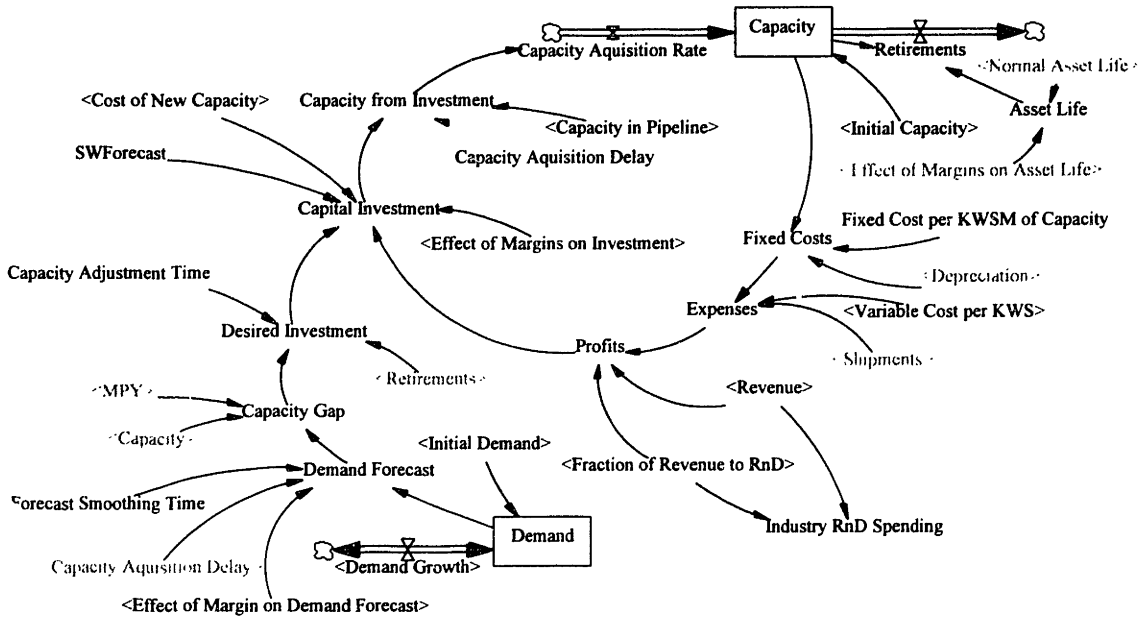 Capacity
Capacity Aquisition Rate
Retirements
<Normal Asset Life>
<Cost of New Capacity>
Capacity from Investment
Asset Life
<Capacity in Pipeline>
<Initial Capacity>
SWForecast
Capacity Aquisition Delay
<Effect of Margins on Asset Life>
Capital Investment
Fixed Cost per KWSM of Capacity
<Effect of Margins on Investment>
Fixed Costs
Capacity Adjustment Time
<Depreciation>
Expenses
<Variable Cost per KWS>
Desired Investment
Profits
<Shipments>
<Retirements>
<Revenue>
<MPY>
Capacity Gap
<Capacity>
<Initial Demand>
<Fraction of Revenue to RnD>
Demand Forecast
Forecast Smoothing Time
Industry RnD Spending
Demand
Capacity Aquisition Delay
<Demand Growth>
<Effect of Margin on Demand Forecast>